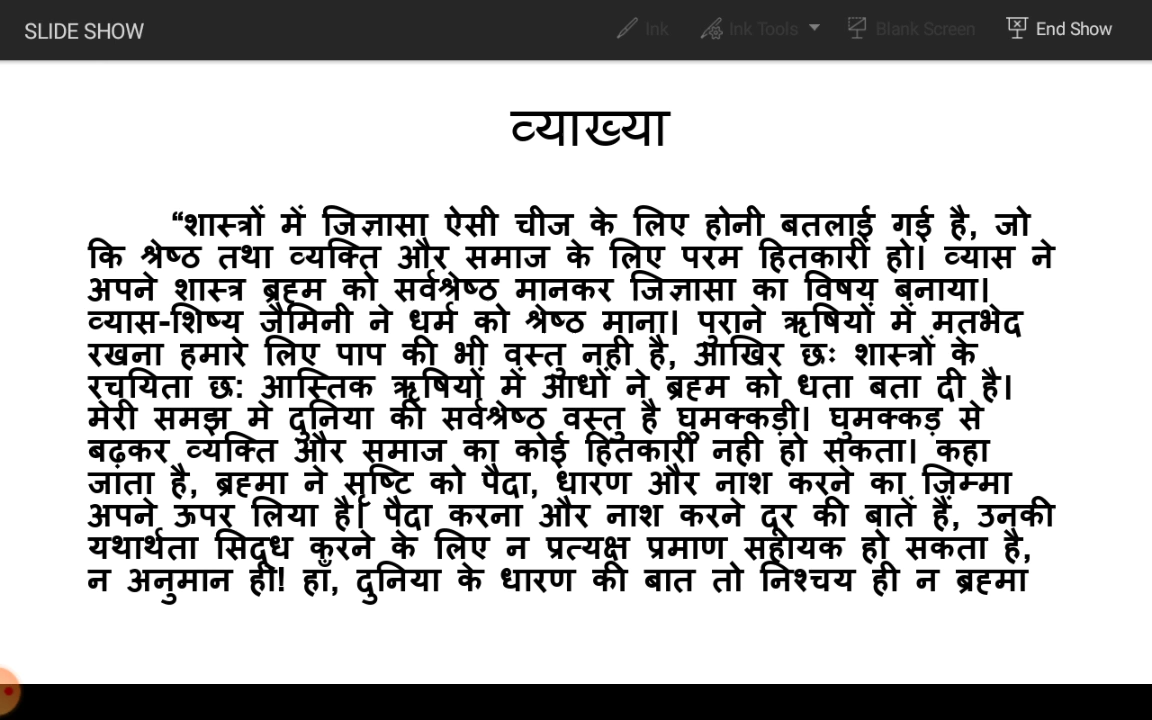 SLIDE SHOW
Ink
Ink Tools
Blank Screen
End Show
व्याख्या
“शास्त्रों में जिज्ञासा ऐसी चीज के लिए होनी बतलाई गई है, जो
कि श्रेष्ठ तथा व्यक्ति और समाज के लिए परम हितकारी हो। व्यास ने
अपने शास्त्र ब्रह्म को सर्वश्रेष्ठ मानकर जिज्ञासा का विषय बनाया।
व्यास-शिष्य जैमिनी ने धर्म को श्रेष्ठ माना। पुराने ऋषियों में मतभेद
रखना हमारे लिए पाप की भी वस्तु नही है, आखिर छः शास्त्रों के
रचयिता छ: आस्तिक ऋषियों में आधों ने ब्रह्म को धता बता दी है।
मेरी समझ मे दुनिया की सर्वश्रेष्ठ वस्तु है घुमक्कड़ी। घुमक्कड़ से
बढ़कर व्यक्ति और समाज का कोई हितकारी नही हो सकता। कहा
जाता है, ब्रह्मा ने सृष्टि को पैदा, धारण और नाश करने का जिम्मा
अपने ऊपर लिया है। पैदा करना और नाश करने दूर की बातें हैं, उनकी
यथार्थता सिद्ध करने के लिए न प्रत्यक्ष प्रमाण सहायक हो सकता है,
न अनुमान ही! हाँ, दुनिया के धारण की बात तो निश्चय ही न ब्रह्मा